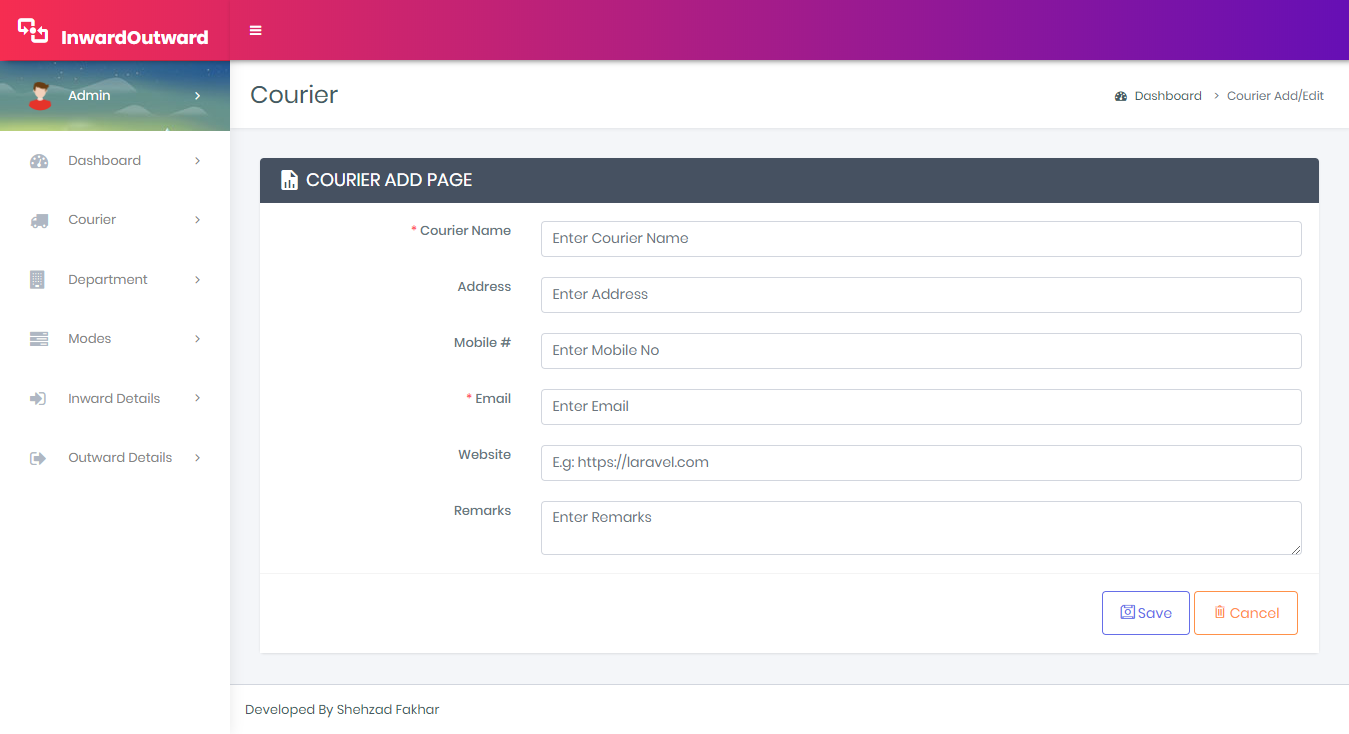 InwardOutward
Admin
Dashboard
Courier
Department
Modes
Inward Details
Outward Details
Courier
Dashboard > Courier Add/Edit
COURIER ADD PAGE
* Courier Name Enter Courier Name
Address Enter Address
Mobile # Enter Mobile No
* Email Enter Email
Website E.g: https://laravel.com
Remarks Enter Remarks
Save Cancel
Developed By Shehzad Fakhar